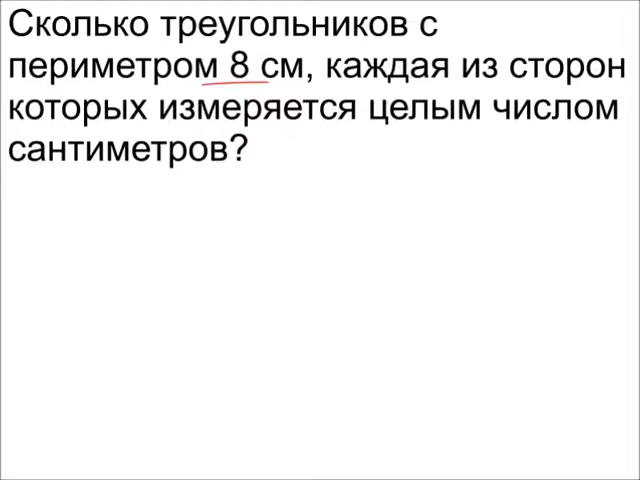 Сколько треугольников с
периметром 8 см, каждая из сторон
которых измеряется целым числом
сантиметров?